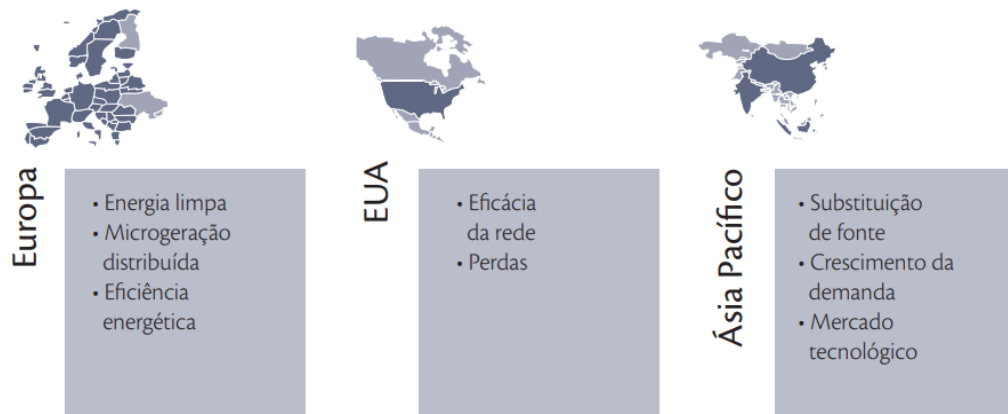 Europa
• Energia limpa
• Microgeração
distribuída
• Eficiência
energética
EUA
• Eficácia
da rede
• Perdas
Ásia Pacífico
• Substituição
de fonte
• Crescimento da
demanda
• Mercado
tecnológico